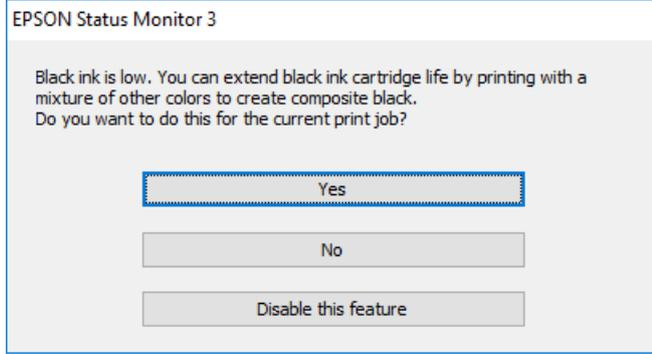 EPSON Status Monitor 3
Black ink is low. You can extend black ink cartridge life by printing with a
mixture of other colors to create composite black.
Do you want to do this for the current print job?
Yes
No
Disable this feature